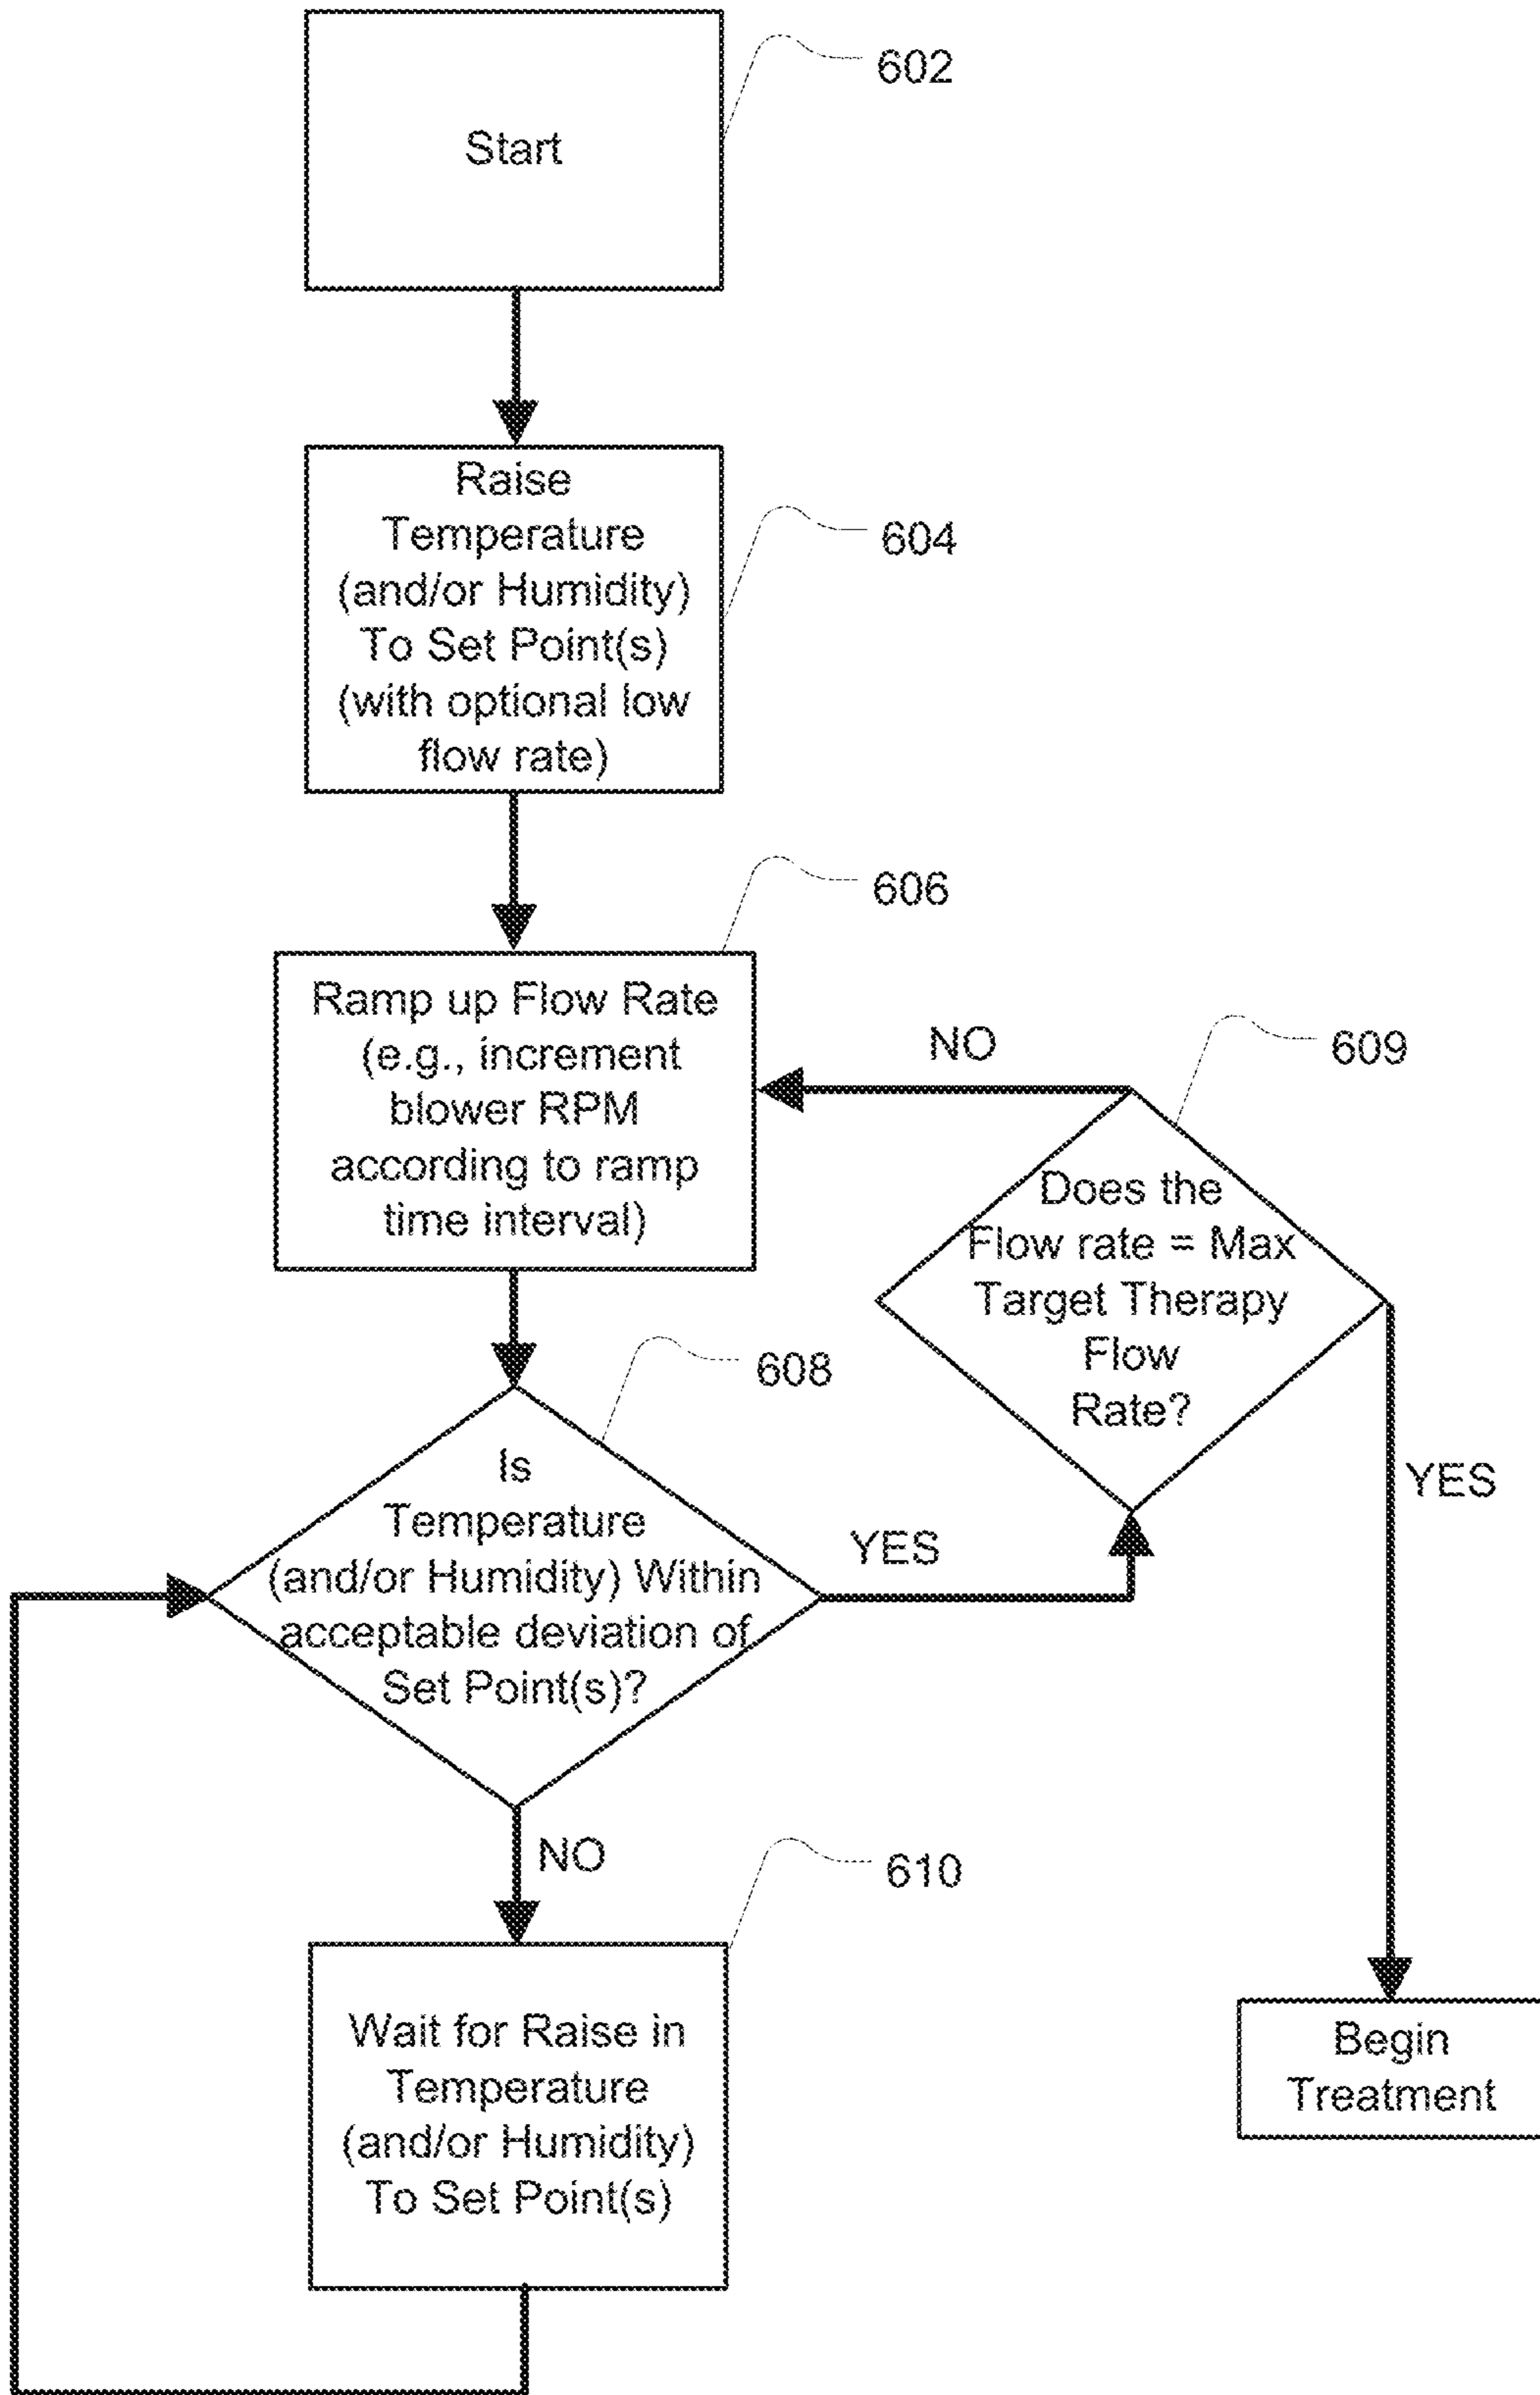 Start
602
Raise
Temperature
(and/or Humidity)
To Set Point(s)
(with optional low
flow rate)
604
Ramp up Flow Rate
(e.g., increment
blower RPM
according to ramp
time interval)
606
NO
Does the
Flow rate = Max
Target Therapy
Flow
Rate?
609
YES
Is
Temperature
(and/or Humidity) Within
acceptable deviation of
Set Point(s)?
608
YES
NO
Wait for Raise in
Temperature
(and/or Humidity)
To Set Point(s)
610
Begin
Treatment